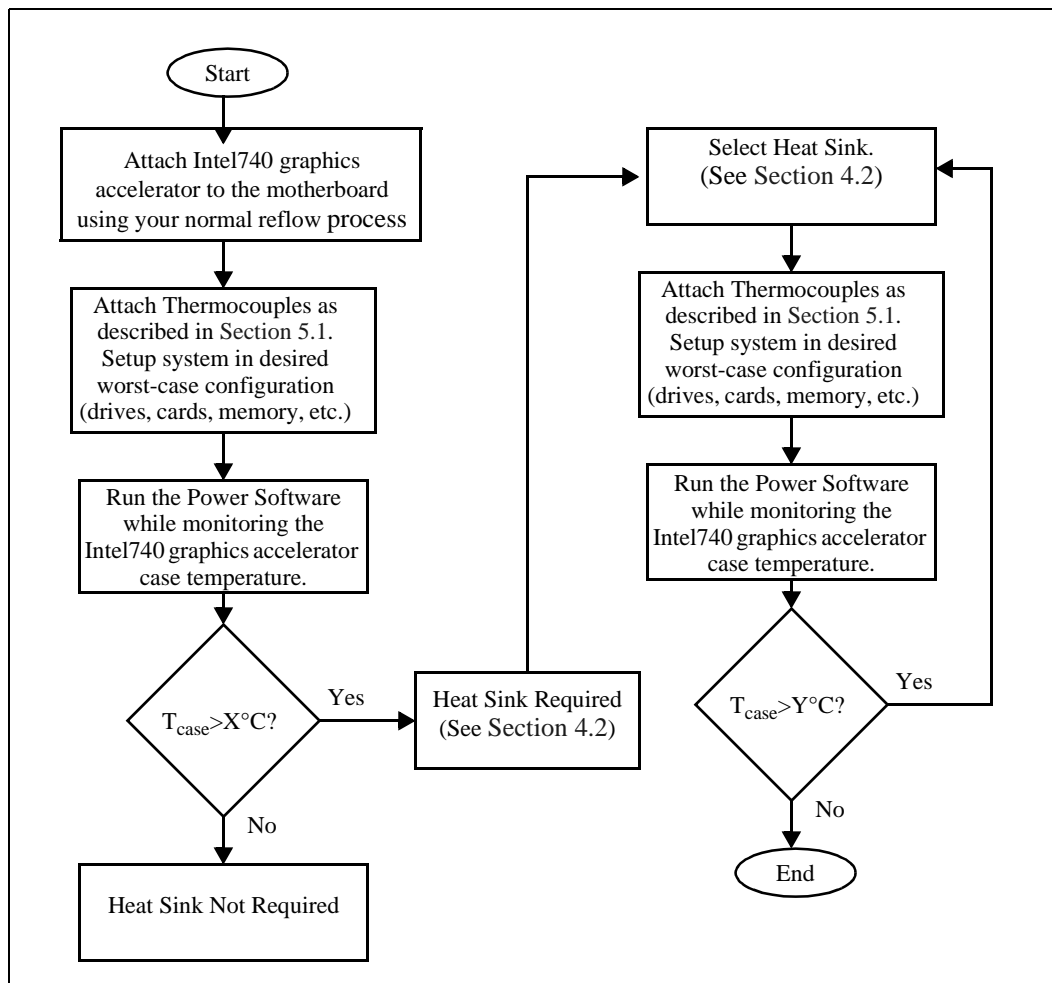 Start
Attach Intel740 graphics
accelerator to the motherboard
using your normal reflow process
Attach Thermocouples as
described in Section 5.1.
Setup system in desired
worst-case configuration
(drives, cards, memory, etc.)
Run the Power Software
while monitoring the
Intel740 graphics accelerator
case temperature.
Tcase>X°C?
Yes
No
Heat Sink Not Required
Heat Sink Required
(See Section 4.2)
Select Heat Sink.
(See Section 4.2)
Attach Thermocouples as
described in Section 5.1.
Setup system in desired
worst-case configuration
(drives, cards, memory, etc.)
Run the Power Software
while monitoring the
Intel740 graphics accelerator
case temperature.
Tcase>Y°C?
Yes
No
End